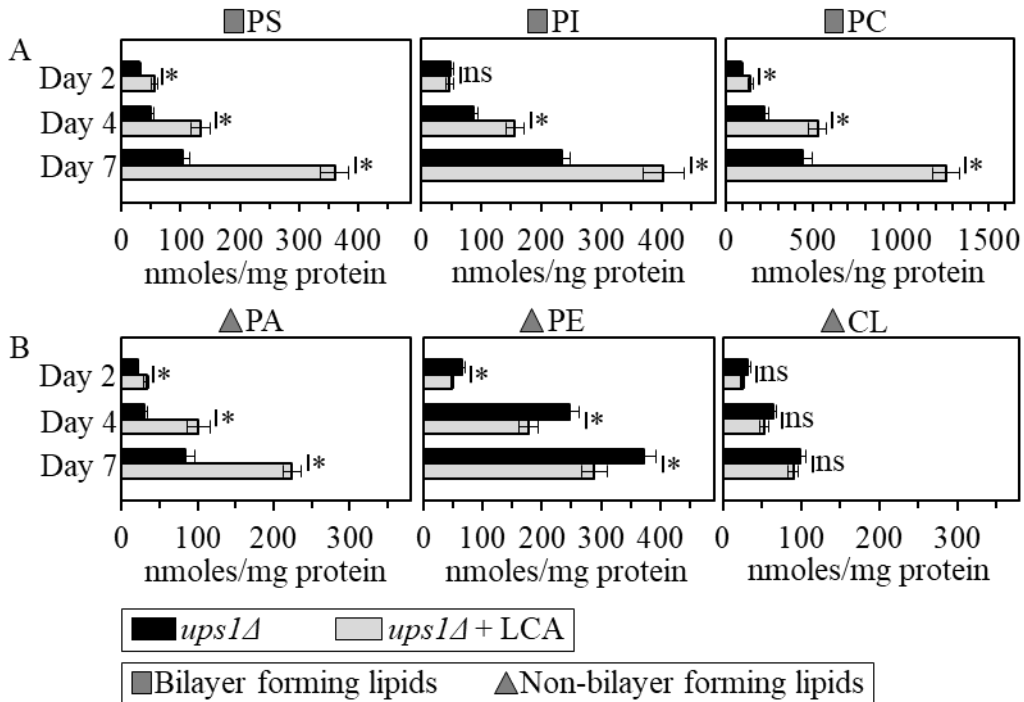 A
■PS ■PI ■PC
Day 2 * ns *
Day 4 * * *
Day 7 * * *
0 100 200 300 400 0 100 200 300 400 0 500 1000 1500
nmoles/mg protein nmoles/ng protein nmoles/ng protein
B
▲PA ▲PE ▲CL
Day 2 * * ns
Day 4 * * ns
Day 7 * * ns
0 100 200 300 0 100 200 300 400 0 100 200 300
nmoles/mg protein nmoles/mg protein nmoles/mg protein
ups1Δ ups1Δ + LCA
■Bilayer forming lipids ▲Non-bilayer forming lipids